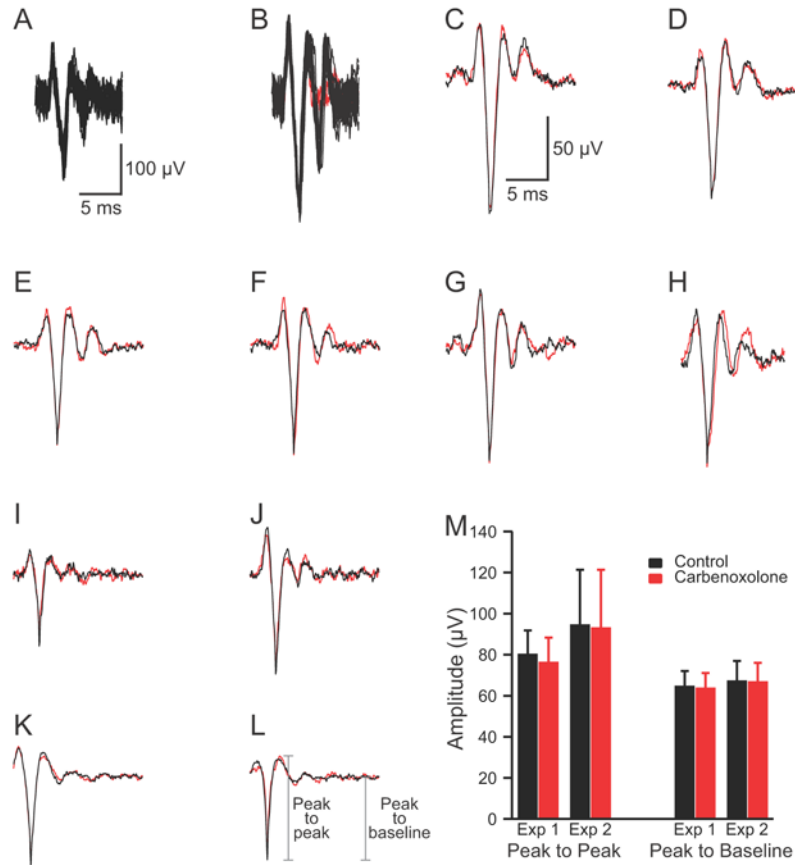 A
B
C
D
100 µV
5 ms
50 µV
5 ms
E
F
G
H
I
J
K
L
Peak
to
peak
Peak
to
baseline
M
140
120
100
80
60
40
20
0
Amplitude (µV)
Control
Carbenoxolone
Exp 1 Exp 2 Exp 1 Exp 2
Peak to Peak Peak to Baseline